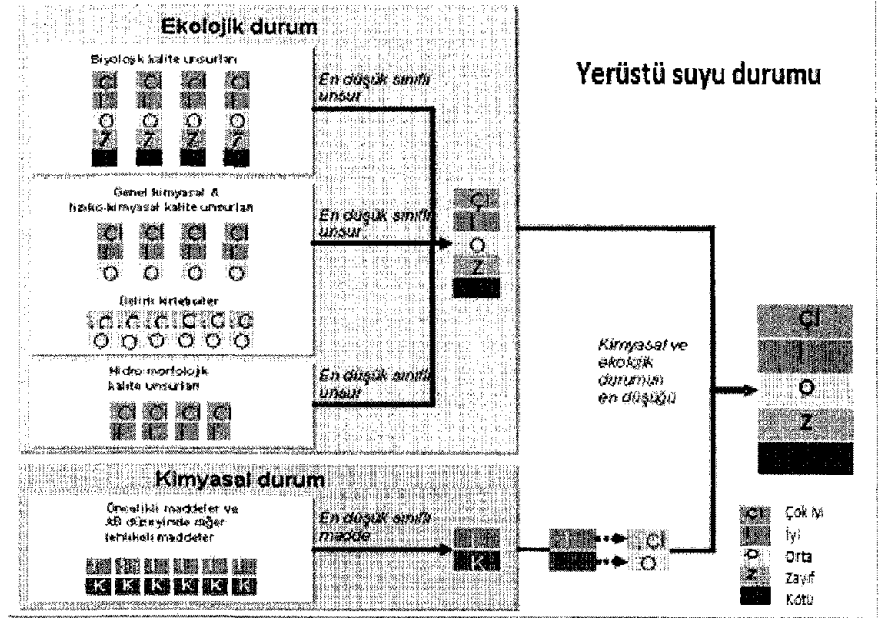 Ekolojik durum
Biyolojik kalite unsurları
Çİ Çİ Çİ Çİ
İ İ İ İ
O O O O
Z Z Z Z
En düşük sınıflı
unsur
Yerüstü suyu durumu
Genel kimyasal &
fiziko-kimyasal kalite unsurları
Çİ Çİ Çİ Çİ
İ İ İ İ
O O O O
En düşük sınıflı
unsur
Çİ
İ
O
Z
kirleticiler
O O O O O O
Hidro-morfolojik
kalite unsurları
Çİ Çİ Çİ Çİ
İ İ İ İ
En düşük sınıflı
unsur
Kimyasal ve
ekolojik
durumun
en düşüğü
Çİ
İ
O
Z
Kimyasal durum
Öncelikli maddeler ve
AB düzeyinde diğer
tehlikeli maddeler
K K K K K K
En düşük sınıflı
madde
K
Çİ
O
Çİ Çok iyi
İ İyi
O Orta
Z Zayıf
Kötü